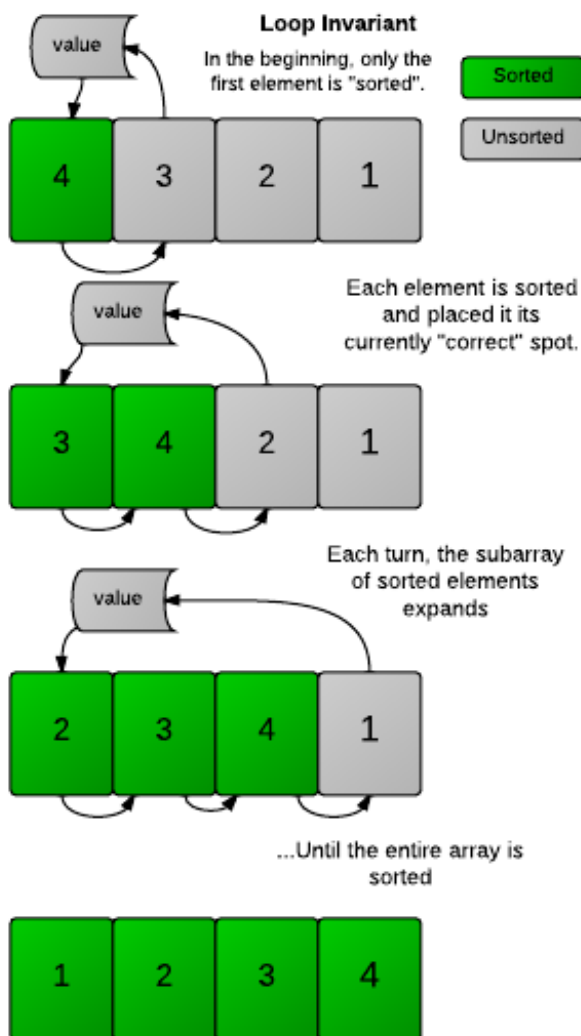 Loop Invariant
value
In the beginning, only the
first element is "sorted".
Sorted
Unsorted
4 3 2 1
Each element is sorted
and placed it its
currently "correct" spot.
value
3 4 2 1
Each turn, the subarray
of sorted elements
expands
value
2 3 4 1
...Until the entire array is
sorted
1 2 3 4